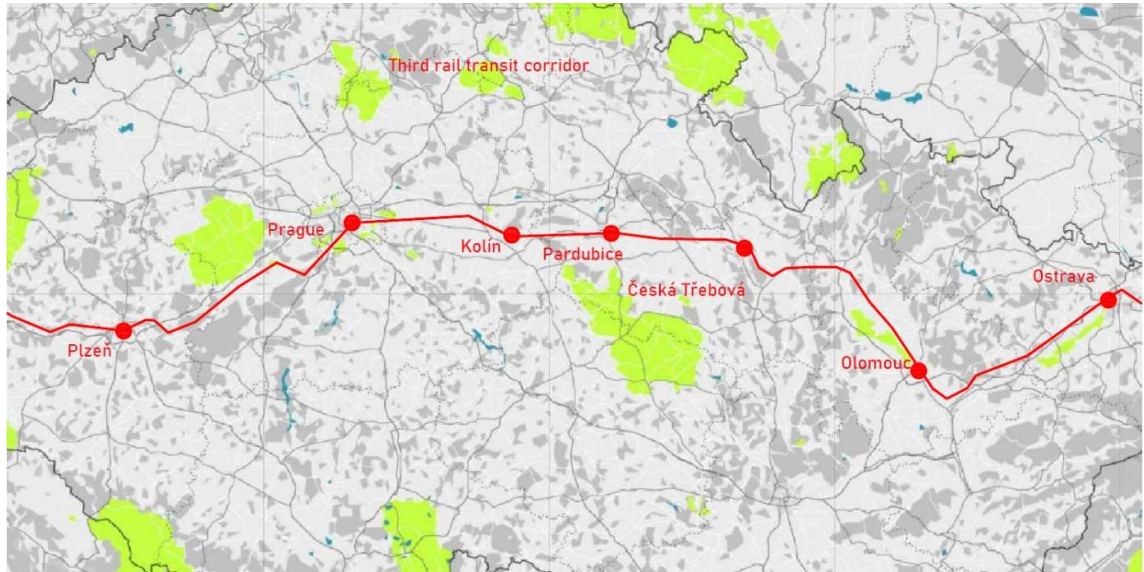 Third rail transit corridor
Prague
Kolín
Pardubice
Česká Třebová
Ostrava
Plzeň
Olomouc